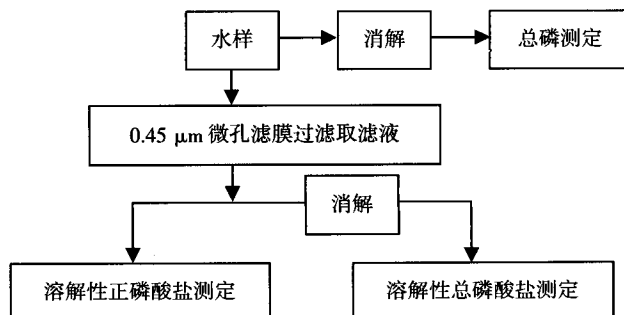 水样
消解
总磷测定
0.45 μm 微孔滤膜过滤取滤液
消解
溶解性正磷酸盐测定
溶解性总磷酸盐测定